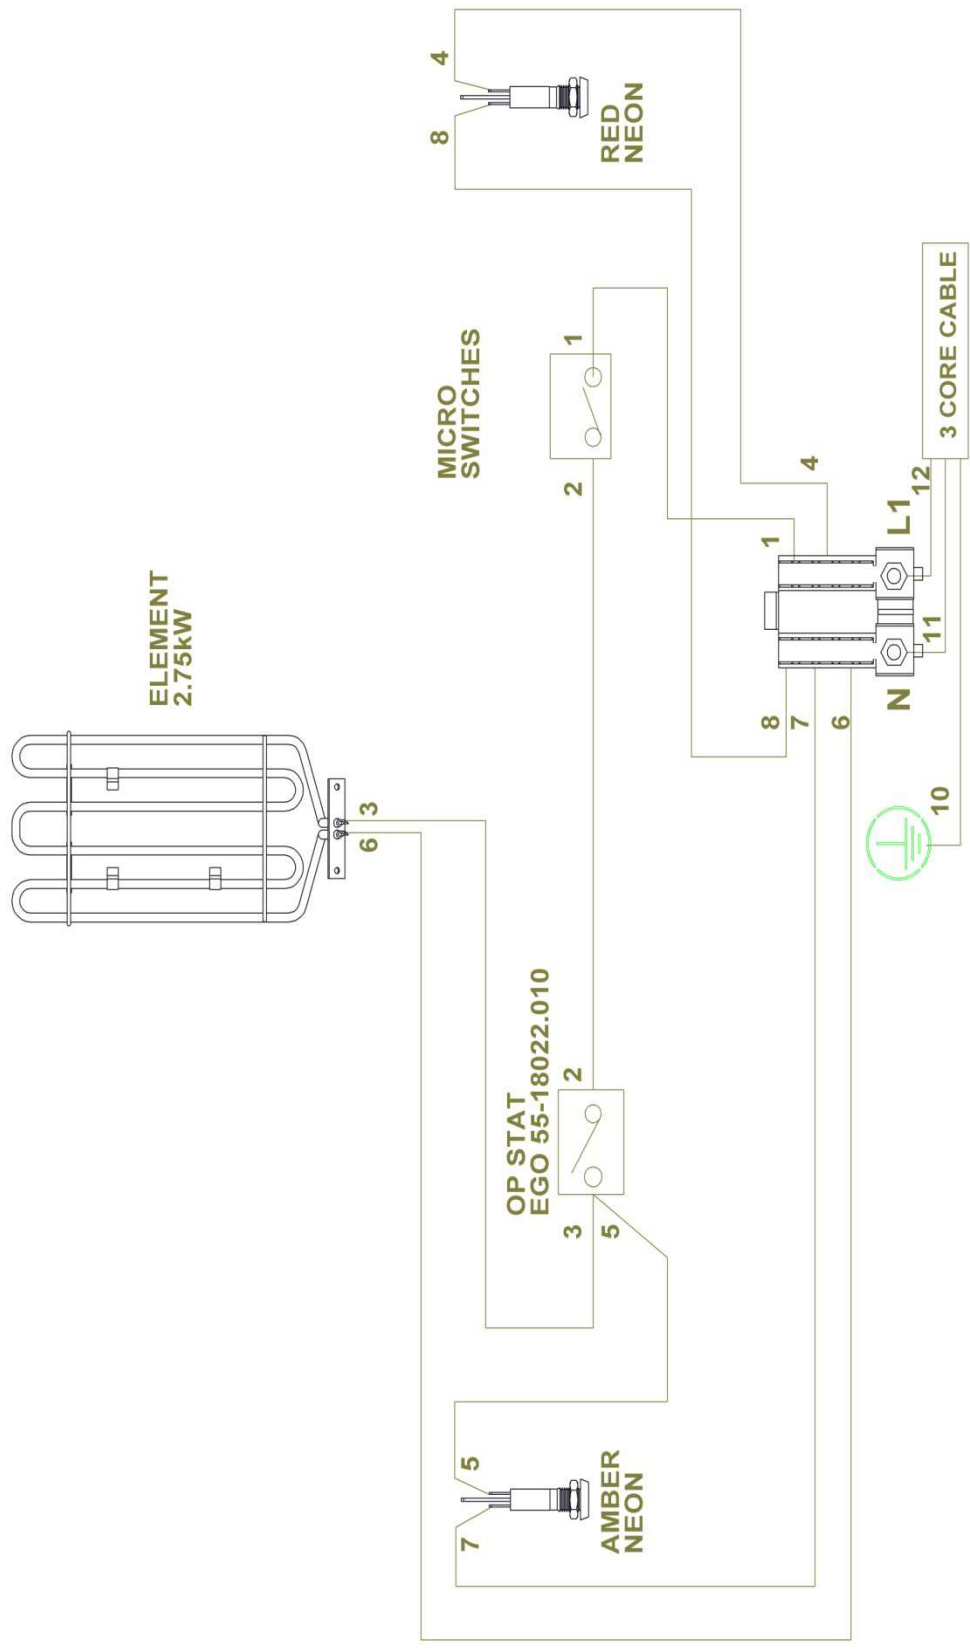 ELEMENT
2.75kW
3
6
OP STAT
EGO 55-18022.010
2
3
5
MICRO
SWITCHES
1
2
AMBER
NEON
5
7
RED
NEON
4
8
1
4
8
7
6
N
L1
11
12
10
3 CORE CABLE